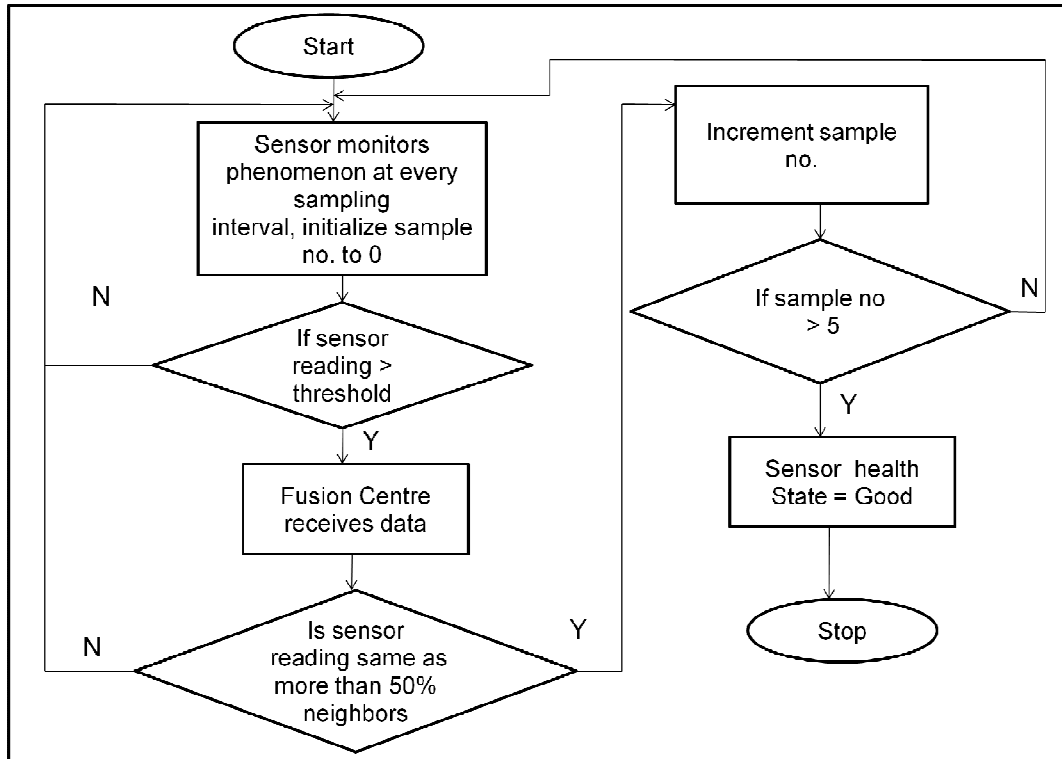 Start
Sensor monitors
phenomenon at every
sampling
interval, initialize sample
no. to 0
N
If sensor
reading >
threshold
Y
Fusion Centre
receives data
N
Is sensor
reading same as
more than 50%
neighbors
Y
Increment sample
no.
If sample no
> 5
N
Y
Sensor health
State = Good
Stop